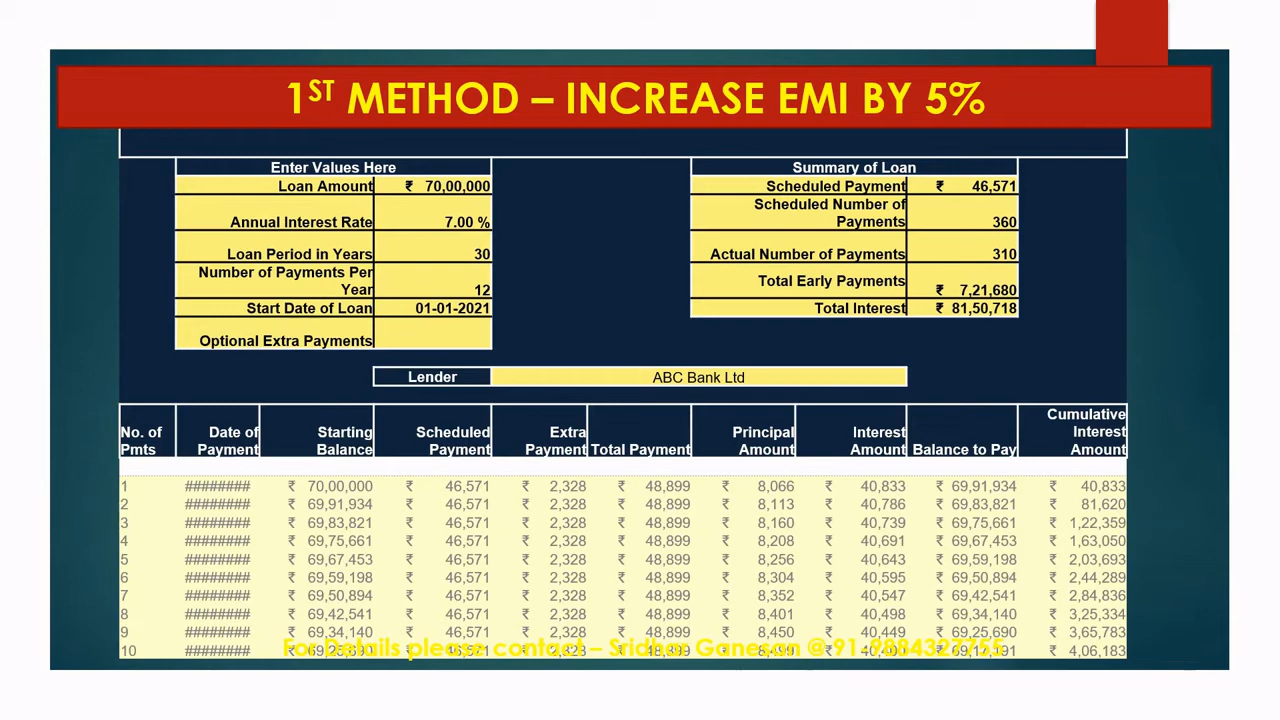 1ST METHOD – INCREASE EMI BY 5%
Enter Values Here
Loan Amount ₹ 70,00,000
Annual Interest Rate 7.00 %
Loan Period in Years 30
Number of Payments Per
Year 12
Start Date of Loan 01-01-2021
Optional Extra Payments
Summary of Loan
Scheduled Payment ₹ 46,571
Scheduled Number of
Payments 360
Actual Number of Payments 310
Total Early Payments
₹ 7,21,680
Total Interest ₹ 81,50,718
Lender ABC Bank Ltd
No. of Pmts Date of Payment Starting Balance Scheduled Payment Extra Payment Total Payment Principal Amount Interest Amount Balance to Pay Cumulative Interest Amount
1 ######## ₹ 70,00,000 ₹ 46,571 ₹ 2,328 ₹ 48,899 ₹ 8,066 ₹ 40,833 ₹ 69,91,934 ₹ 40,833
2 ######## ₹ 69,91,934 ₹ 46,571 ₹ 2,328 ₹ 48,899 ₹ 8,113 ₹ 40,786 ₹ 69,83,821 ₹ 81,620
3 ######## ₹ 69,83,821 ₹ 46,571 ₹ 2,328 ₹ 48,899 ₹ 8,160 ₹ 40,739 ₹ 69,75,661 ₹ 1,22,359
4 ######## ₹ 69,75,661 ₹ 46,571 ₹ 2,328 ₹ 48,899 ₹ 8,208 ₹ 40,691 ₹ 69,67,453 ₹ 1,63,050
5 ######## ₹ 69,67,453 ₹ 46,571 ₹ 2,328 ₹ 48,899 ₹ 8,256 ₹ 40,643 ₹ 69,59,198 ₹ 2,03,693
6 ######## ₹ 69,59,198 ₹ 46,571 ₹ 2,328 ₹ 48,899 ₹ 8,304 ₹ 40,595 ₹ 69,50,894 ₹ 2,44,289
7 ######## ₹ 69,50,894 ₹ 46,571 ₹ 2,328 ₹ 48,899 ₹ 8,352 ₹ 40,547 ₹ 69,42,541 ₹ 2,84,836
8 ######## ₹ 69,42,541 ₹ 46,571 ₹ 2,328 ₹ 48,899 ₹ 8,401 ₹ 40,498 ₹ 69,34,140 ₹ 3,25,334
9 ######## ₹ 69,34,140 ₹ 46,571 ₹ 2,328 ₹ 48,899 ₹ 8,450 ₹ 40,449 ₹ 69,25,690 ₹ 3,65,783
10 ######## ₹ ₹ ₹ ₹ ₹ ₹ ₹ 4,06,183
For Details please contact – Ganesan @ 91-